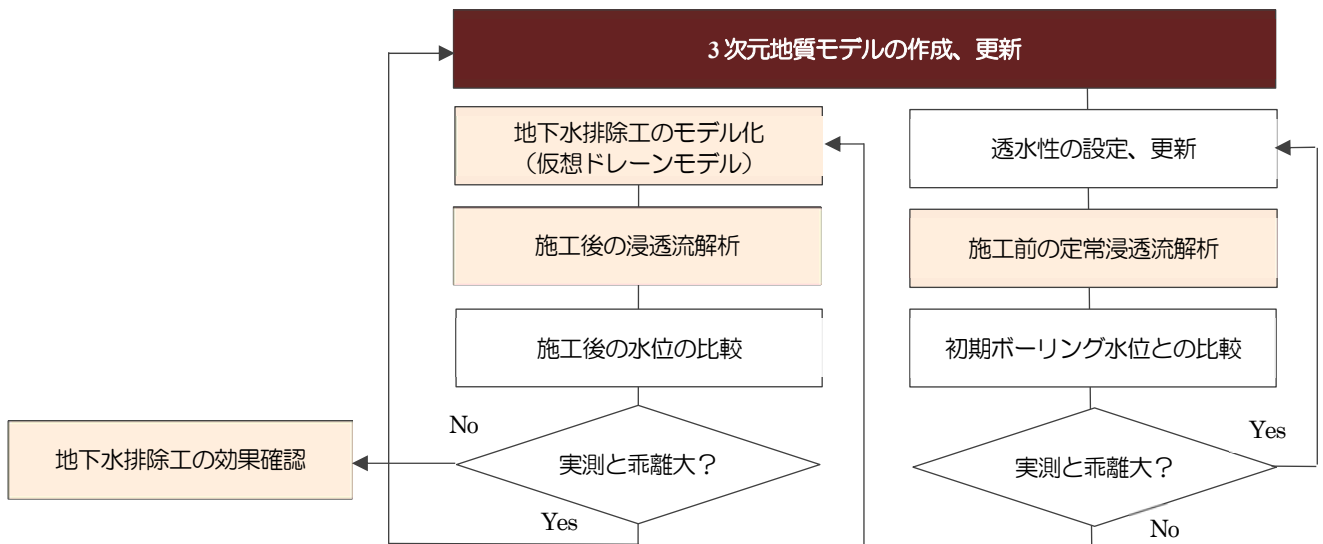 3次元地質モデルの作成、更新
地下水排除工のモデル化
（仮想ドレーンモデル）
施工後の浸透流解析
施工後の水位の比較
実測と乖離大？
No
Yes
地下水排除工の効果確認
透水性の設定、更新
施工前の定常浸透流解析
初期ボーリング水位との比較
実測と乖離大？
Yes
No